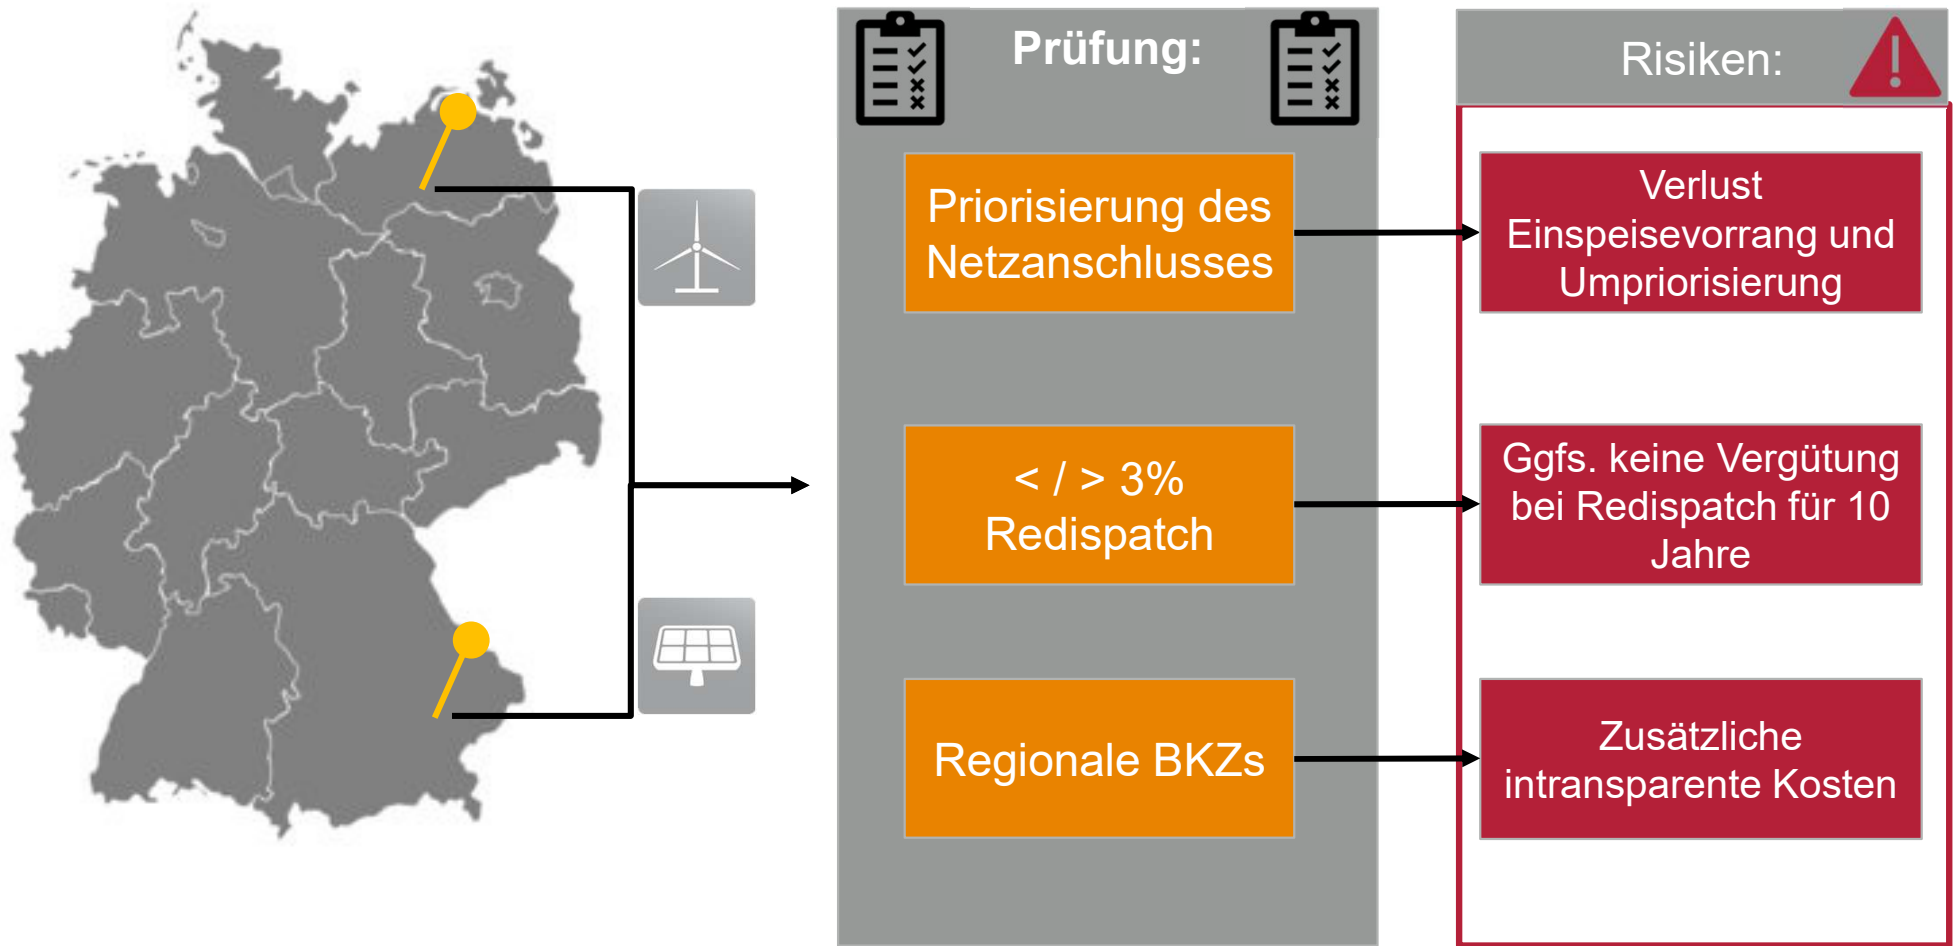 Prüfung:
Risiken:
Priorisierung des
Netzanschlusses
Verlust
Einspeisevorrang und
Umpriorisierung
< / > 3%
Redispatch
Ggfs. keine Vergütung
bei Redispatch für 10
Jahre
Regionale BKZs
Zusätzliche
intransparente Kosten